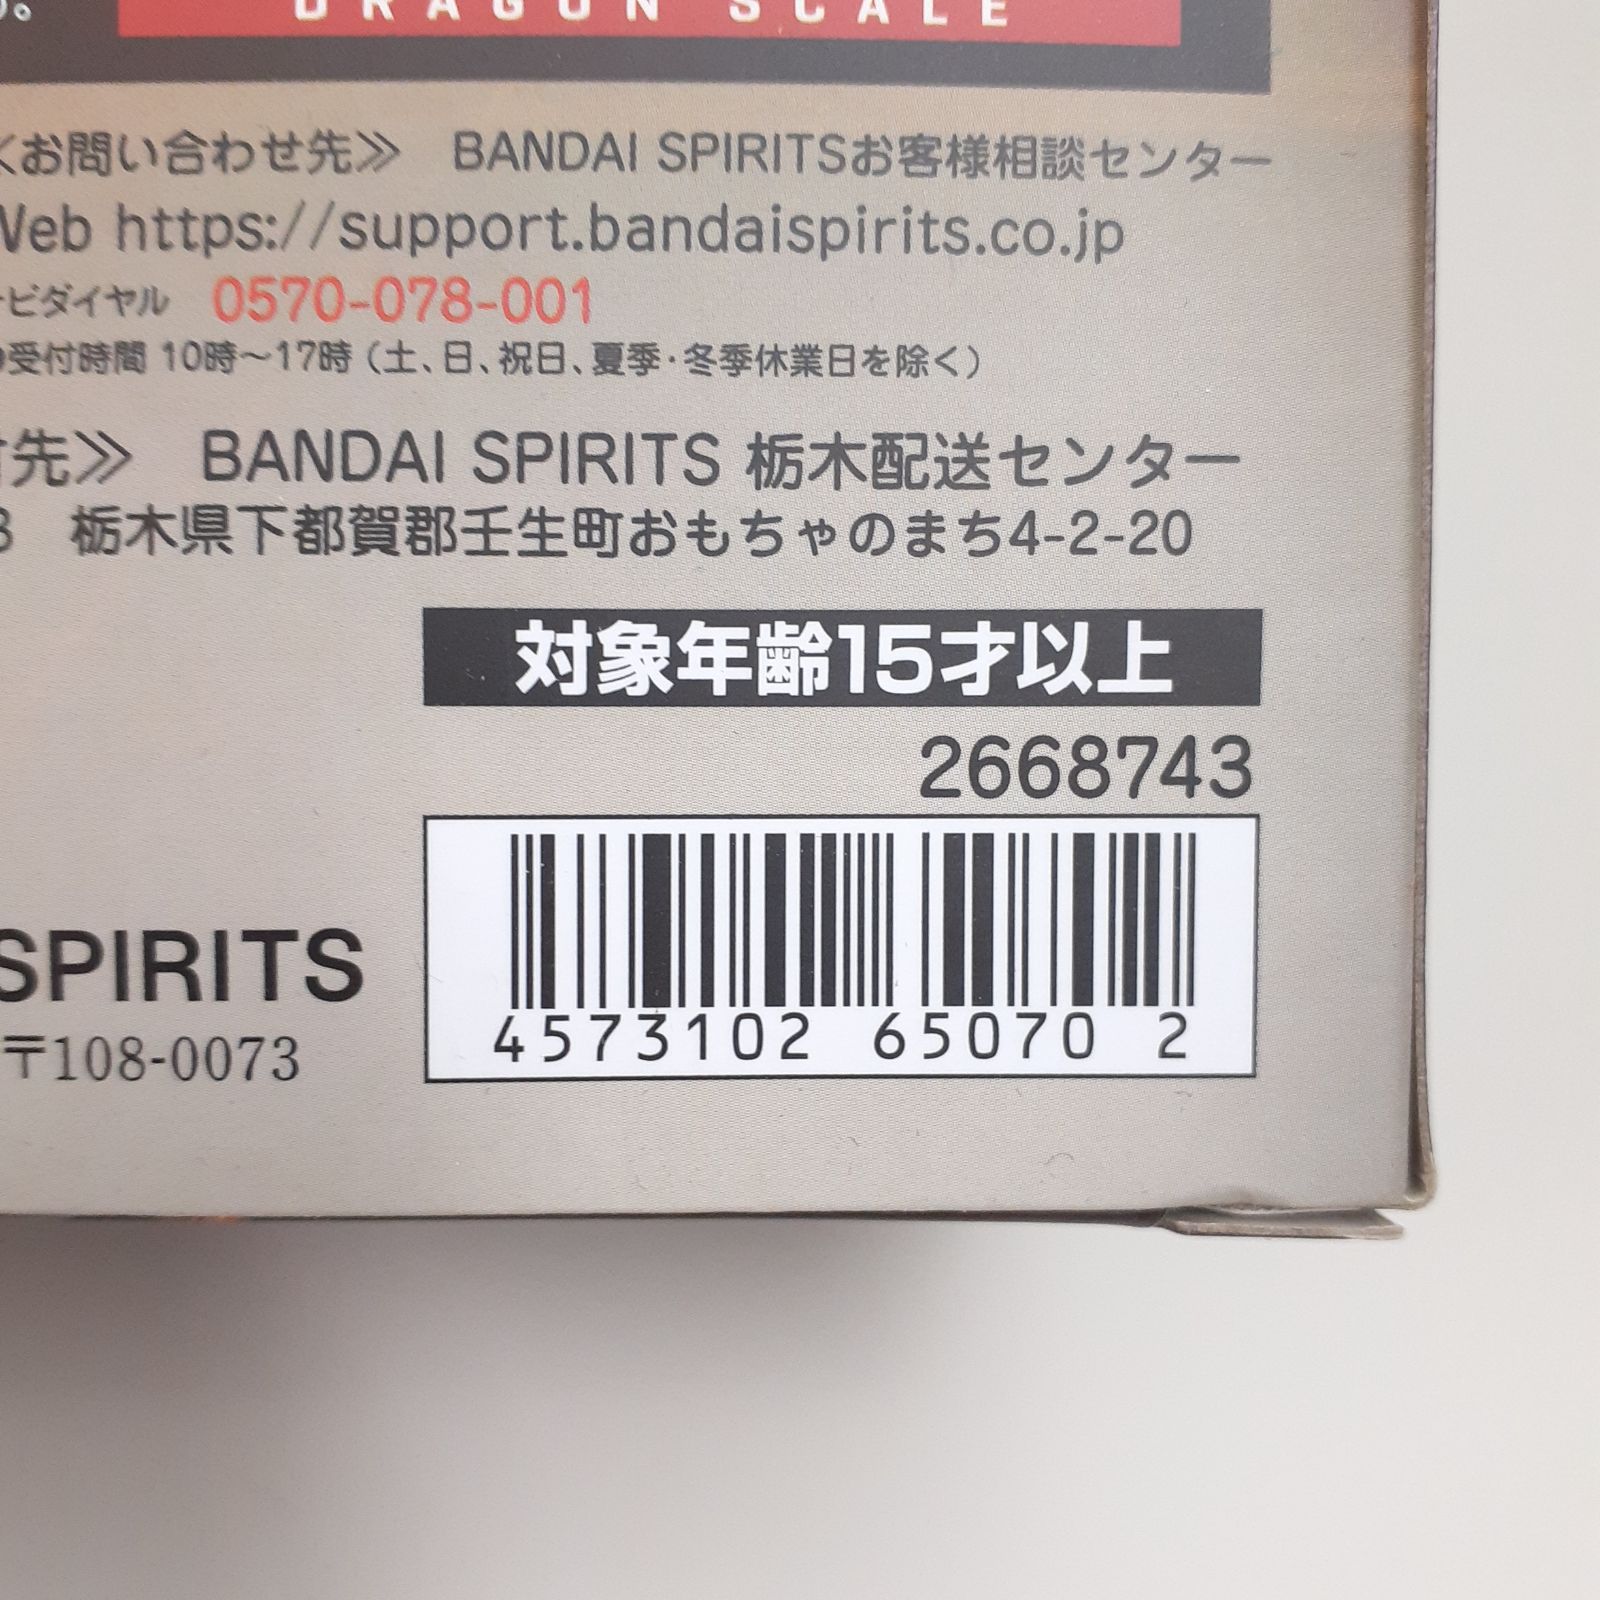 DRAGON SCALE
お問い合わせ先≫ BANDAI SPIRITSお客様相談センター
Web https://support.bandaispirits.co.jp
ビダイヤル 0570-078-001
受付時間 10時～17時(土、日、祝日、夏季・冬季休業日を除く)
先≫ BANDAI SPIRITS 栃木配送センター
栃木県下都賀郡壬生町おもちゃのまち4-2-20
対象年齢15才以上
2668743
SPIRITS
〒108-0073
4573102 65070 2